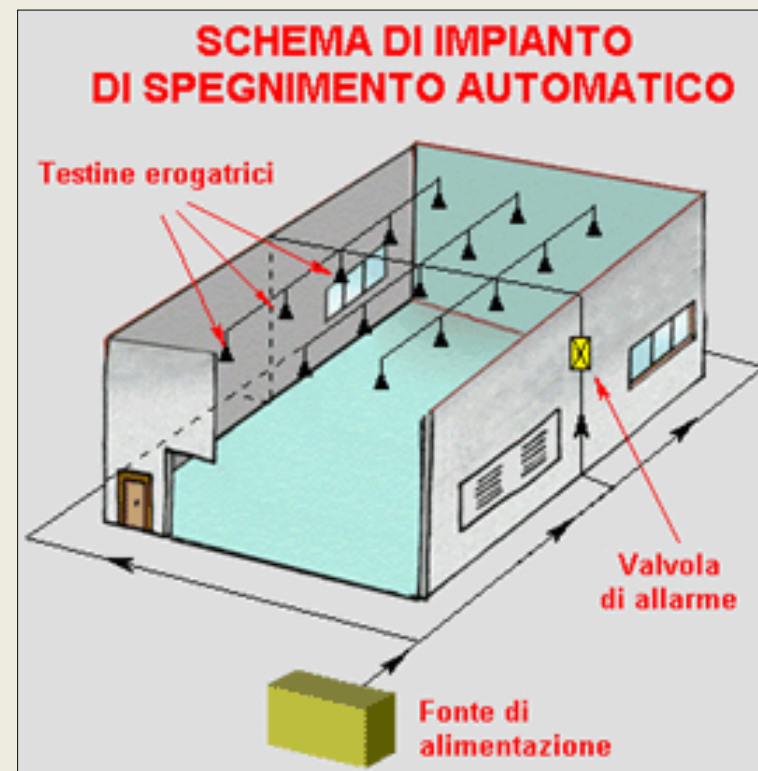 SCHEMA DI IMPIANTO
DI SPEGNIMENTO AUTOMATICO
Testine erogatrici
Valvola
di allarme
Fonte di
alimentazione